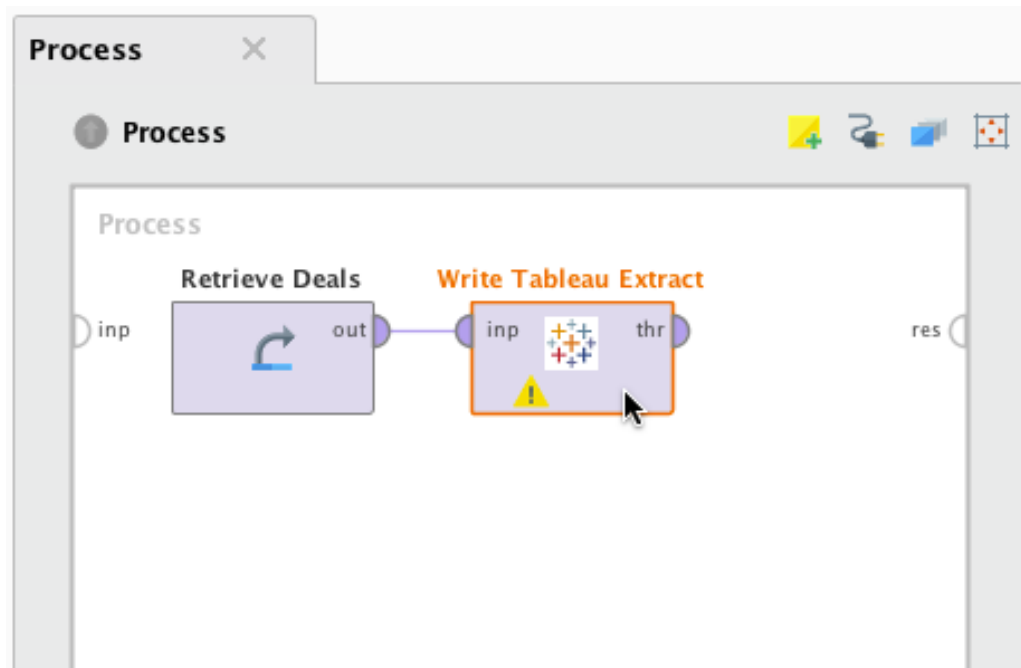 Process
Process
Process
Retrieve Deals Write Tableau Extract
inp out inp thr res